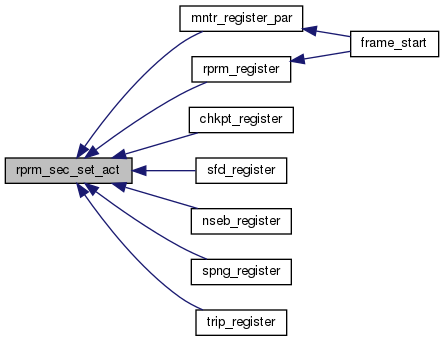 mntr_register_par
frame_start
rprm_register
chkpt_register
rprm_sec_set_act
sfd_register
nseb_register
spng_register
trip_register